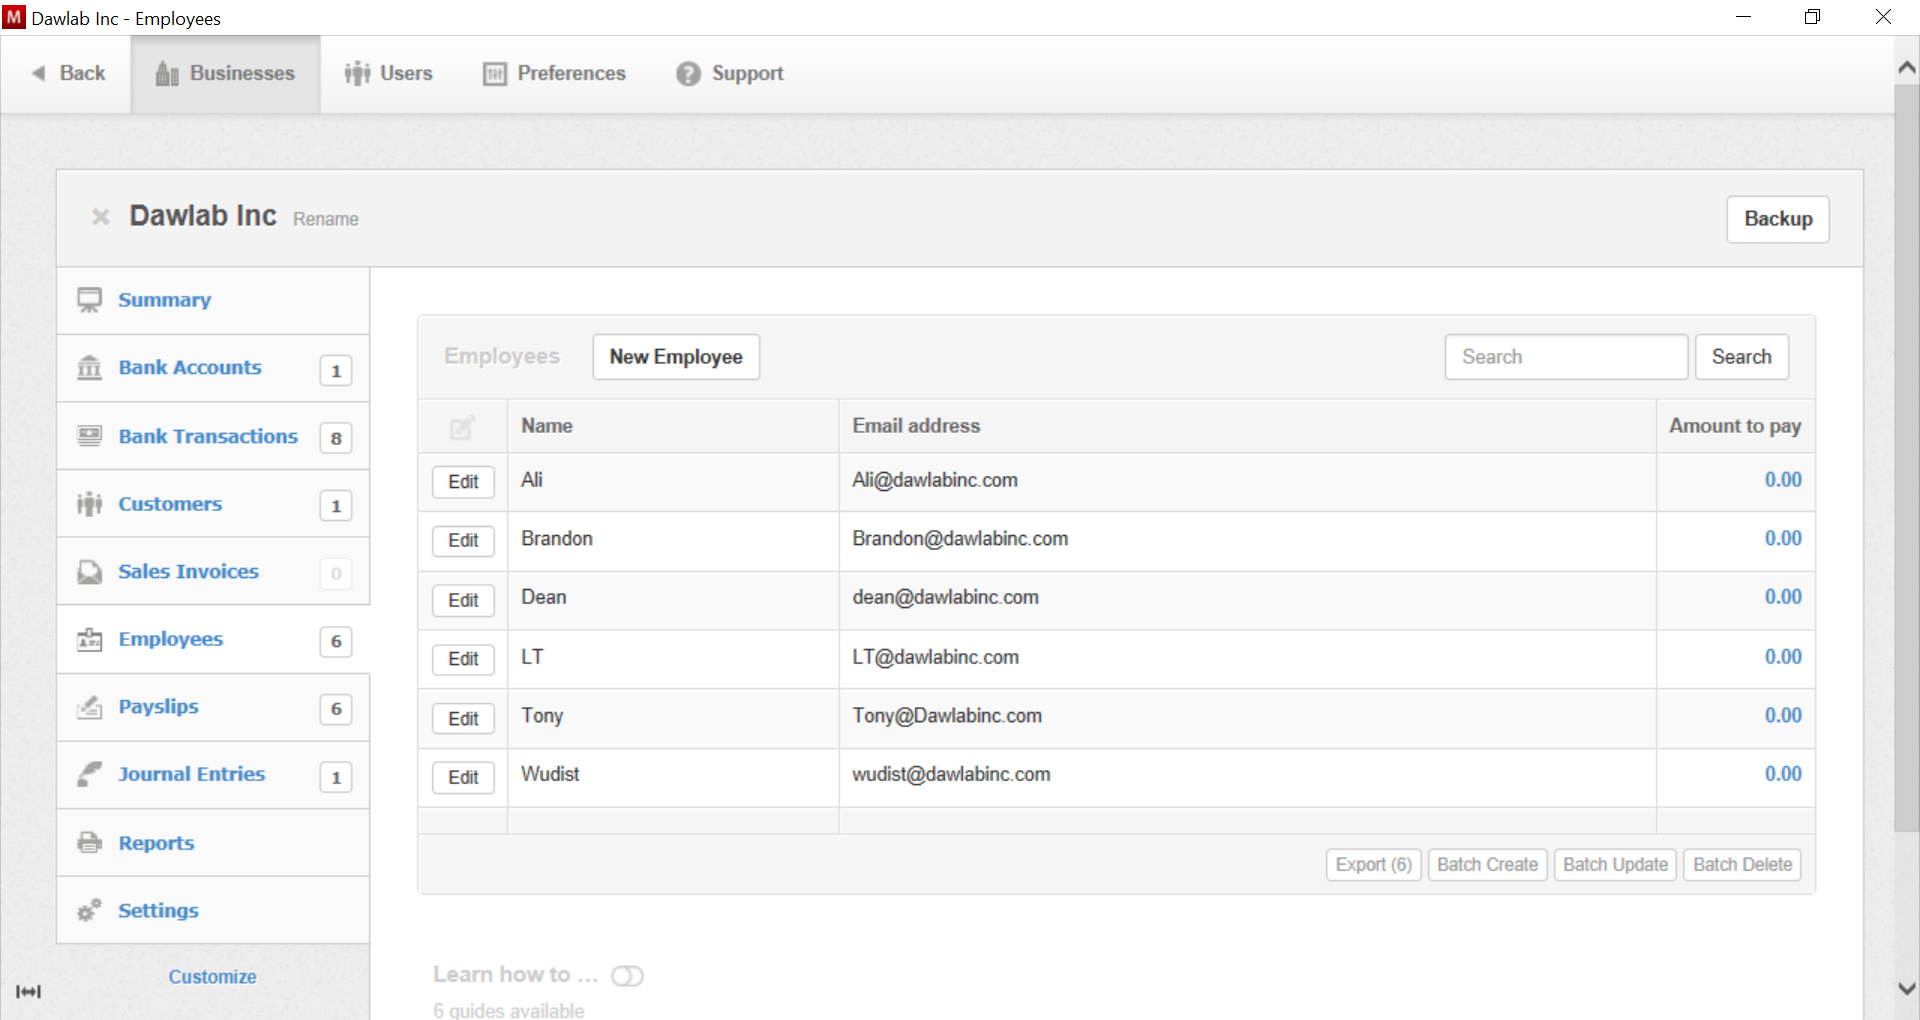 M Dawlab Inc - Employees
Back Businesses Users Preferences ? Support
Dawlab Inc Rename Backup
Summary
Bank Accounts 1
Bank Transactions 8
Customers 1
Sales Invoices 0
Employees 6
Payslips 6
Journal Entries 1
Reports
Settings
Customize
Employees New Employee Search Search
Name Email address Amount to pay
Edit Ali Ali@dawlabinc.com 0.00
Edit Brandon Brandon@dawlabinc.com 0.00
Edit Dean dean@dawlabinc.com 0.00
Edit LT LT@dawlabinc.com 0.00
Edit Tony Tony@Dawlabinc.com 0.00
Edit Wudist wudist@dawlabinc.com 0.00
Export (6) Batch Create Batch Update Batch Delete
Learn how to ...
6 guides available